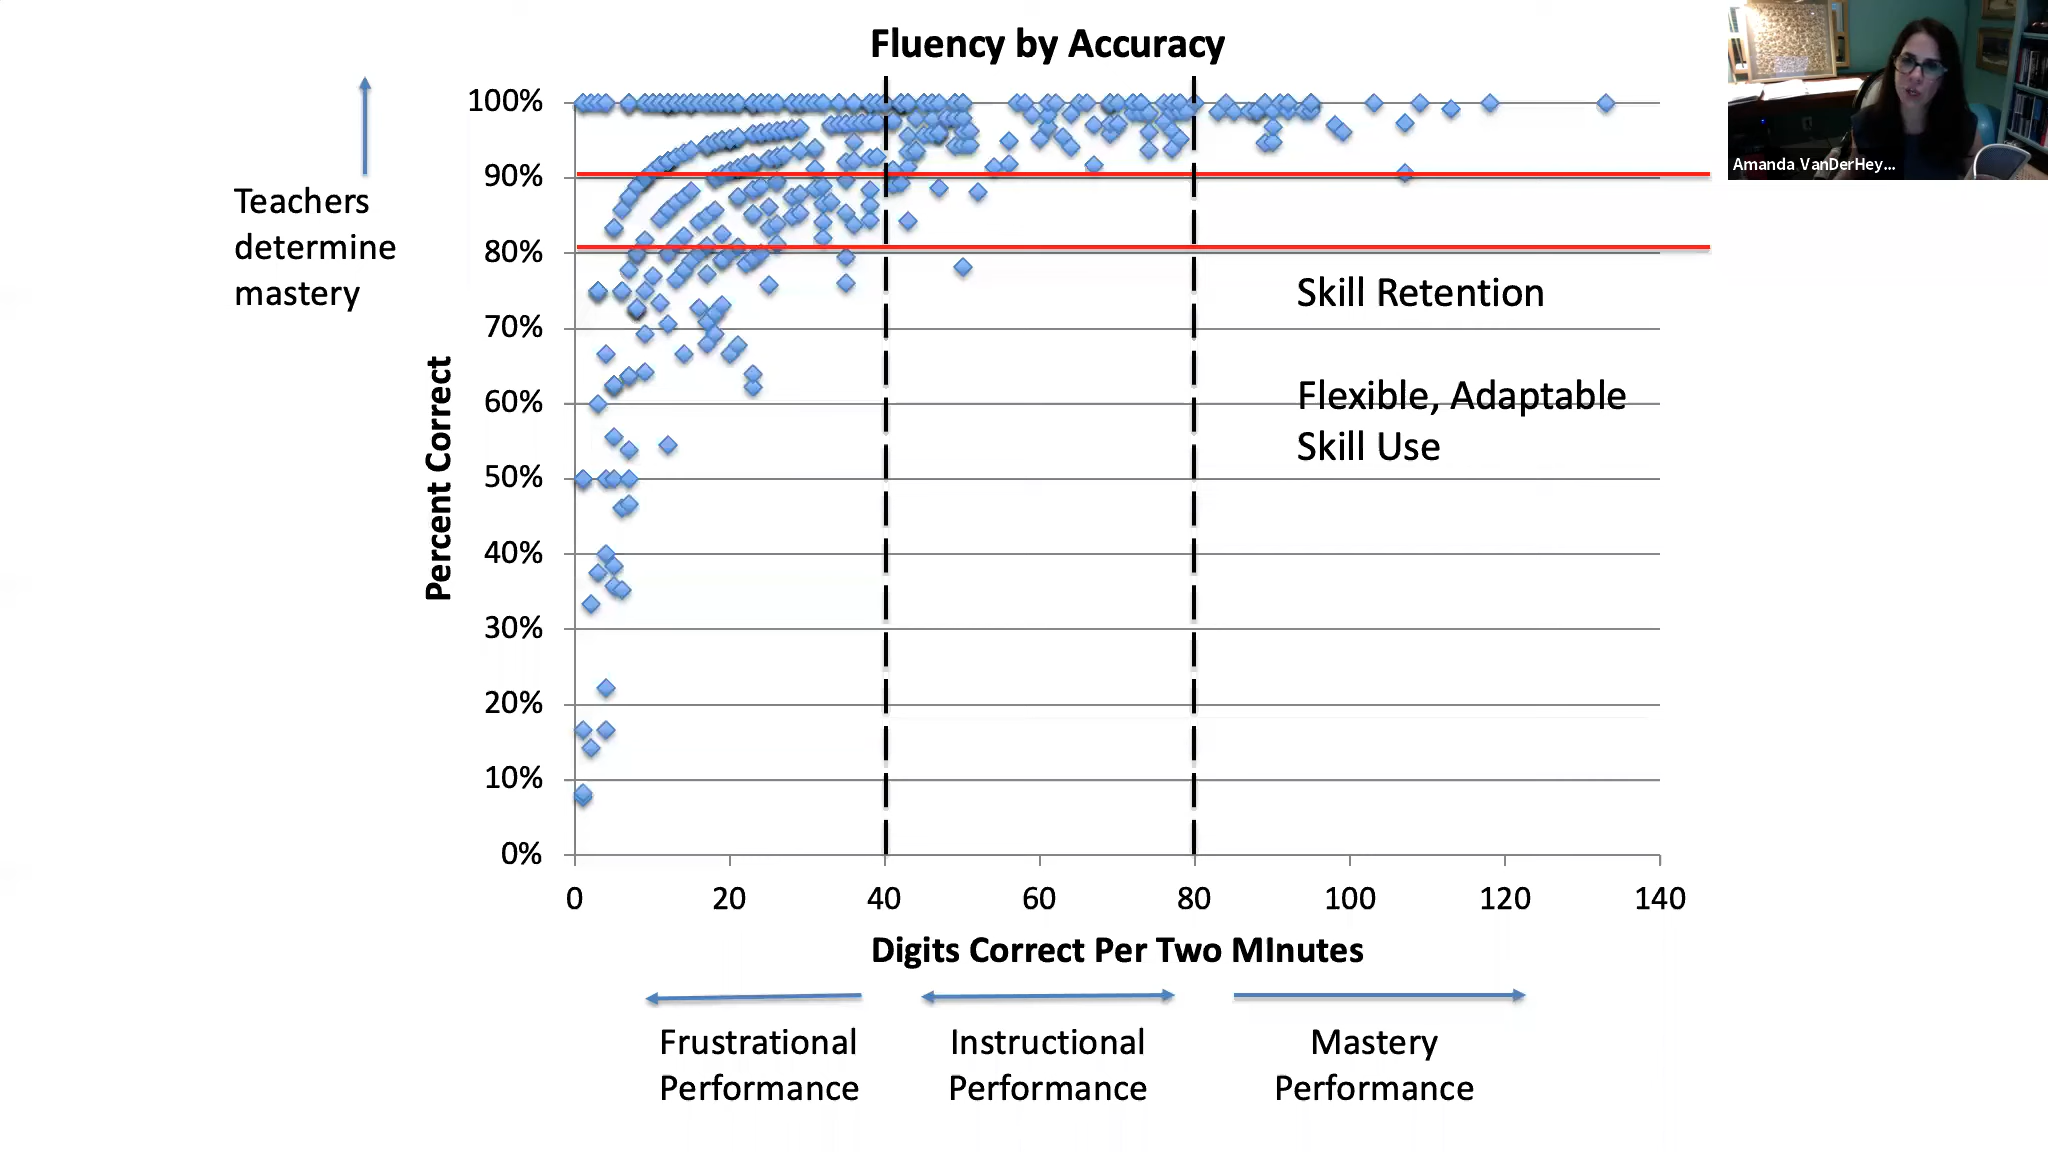 Fluency by Accuracy
Amanda VanDerHey...
Teachers
determine
mastery
Percent Correct
100%
90%
80%
70%
60%
50%
40%
30%
20%
10%
0%
Skill Retention
Flexible, Adaptable
Skill Use
0 20 40 60 80 100 120 140
Digits Correct Per Two MInutes
Frustrational
Performance
Instructional
Performance
Mastery
Performance